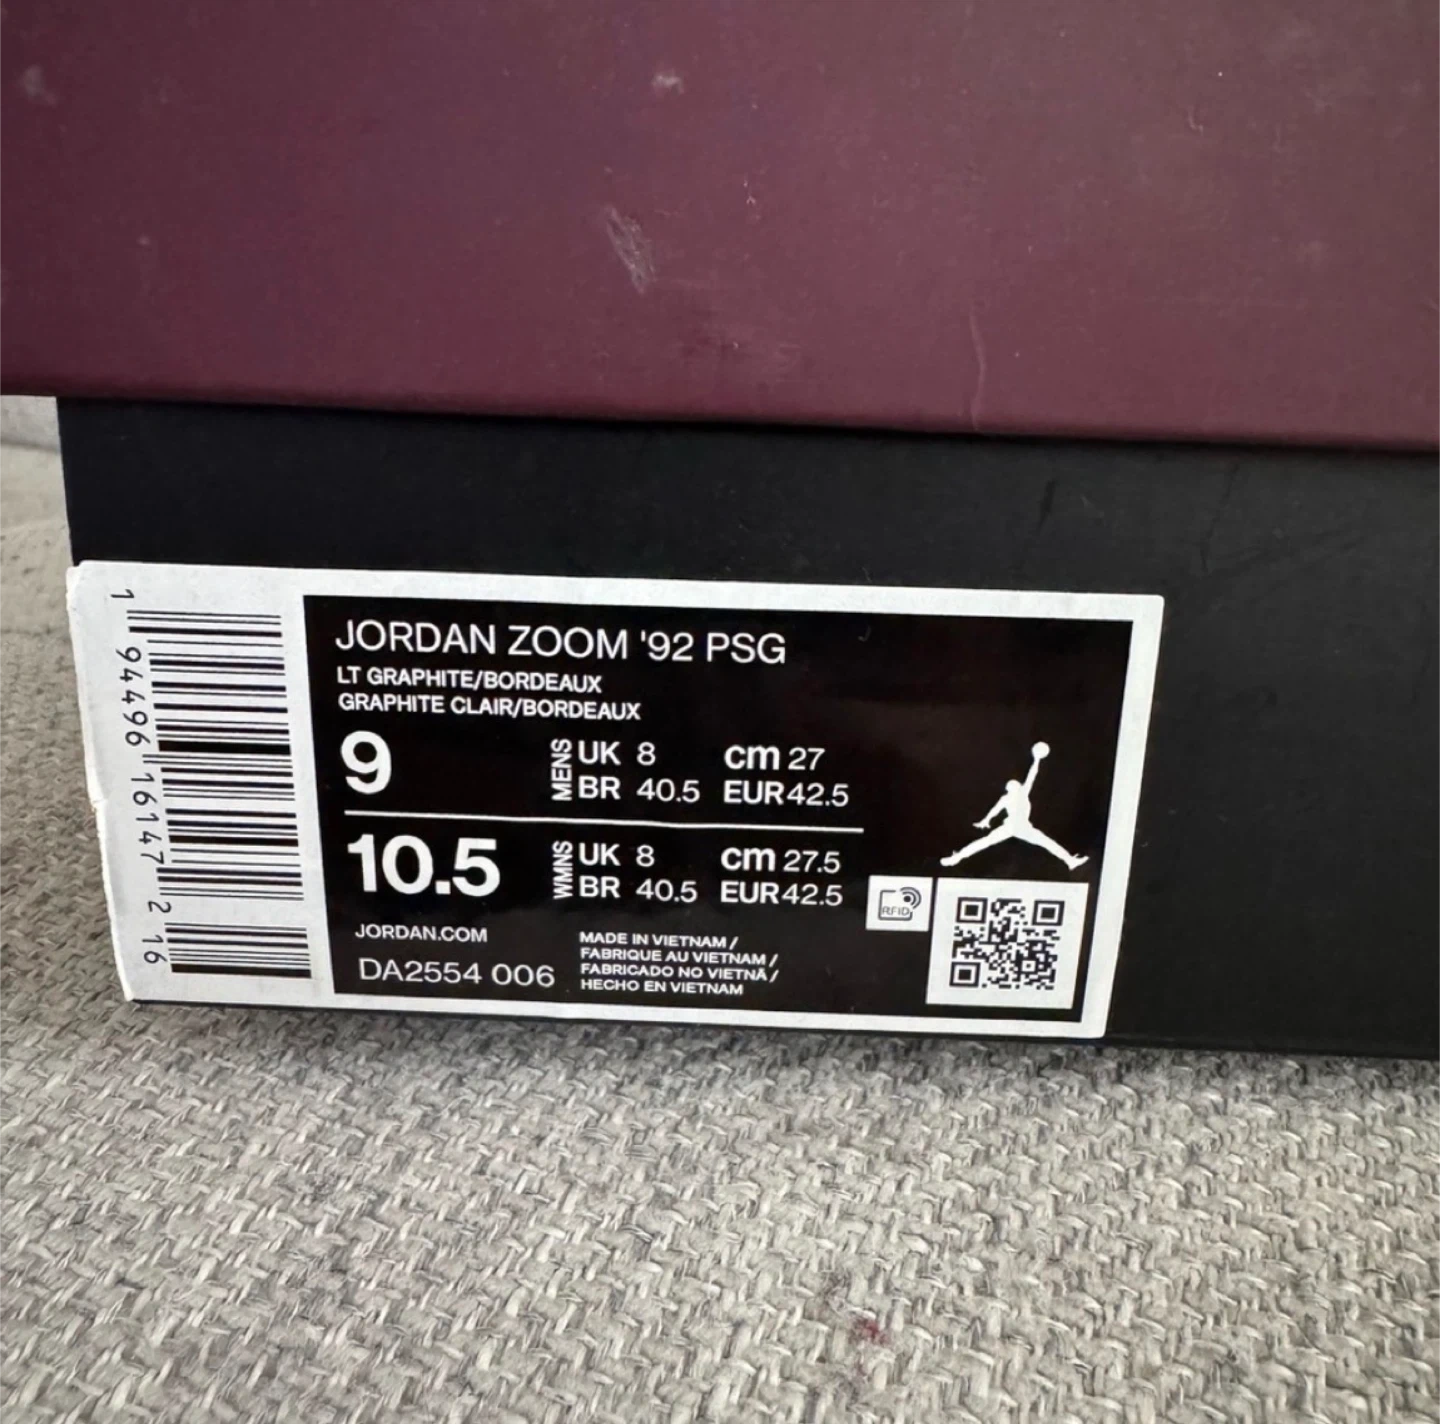 JORDAN ZOOM '92 PSG
LT GRAPHITE/BORDEAUX
GRAPHITE CLAIR/BORDEAUX
9 MENS UK 8 cm 27
BR 40.5 EUR 42.5
10.5 WMNS UK 8 cm 27.5
BR 40.5 EUR 42.5
JORDAN.COM
DA2554 006
MADE IN VIETNAM /
FABRIQUE AU VIETNAM /
FABRICADO NO VIETNÃ /
HECHO EN VIETNAM
RFID
1 94496 16147 2 16